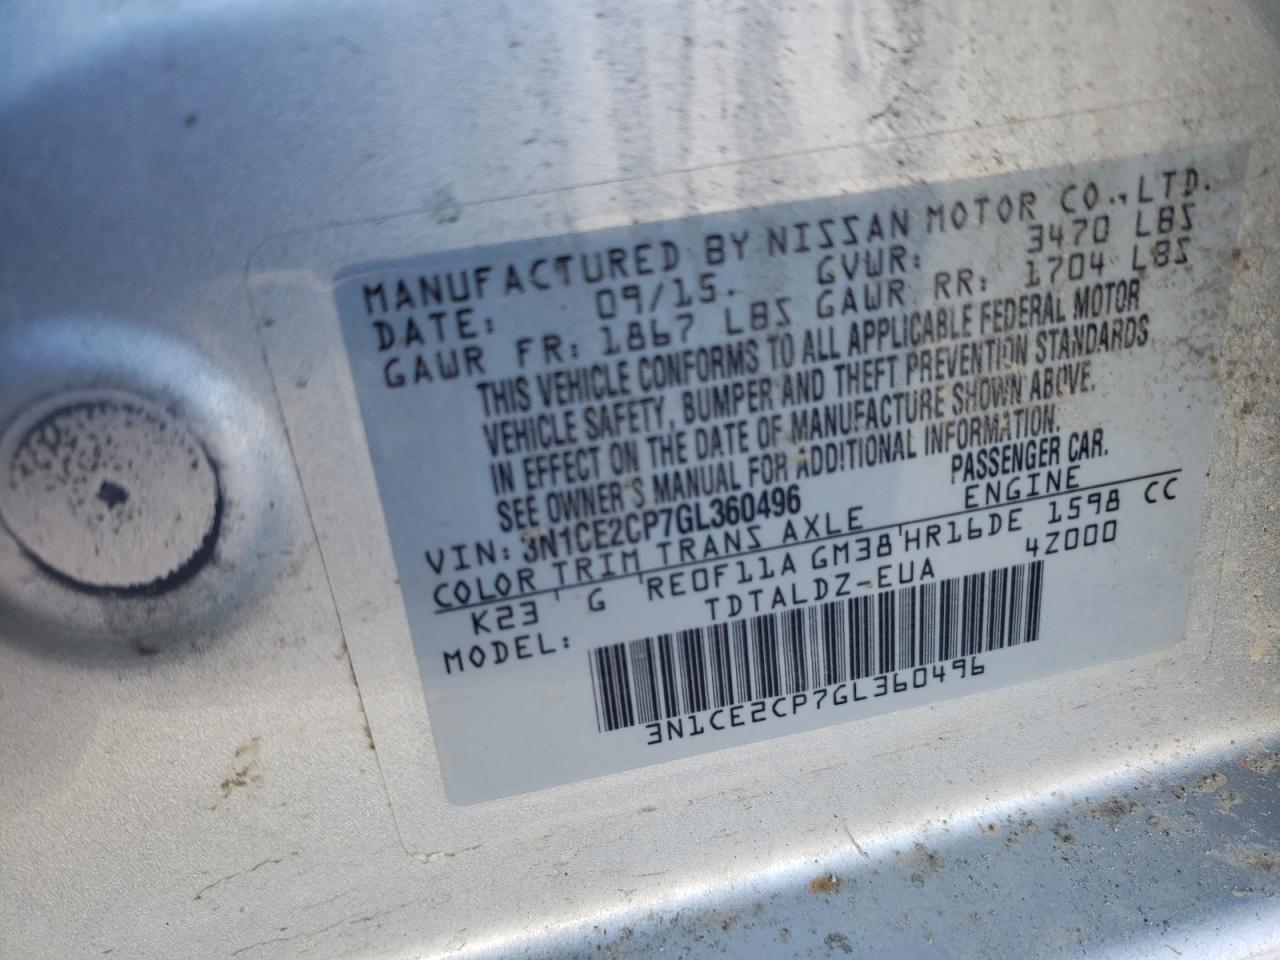 MANUFACTURED BY NISSAN MOTOR CO.,LTD.
DATE: 09/15. GVWR: 3470 LBS
GAWR FR: 1867 LBS GAWR RR: 1704 LBS
THIS VEHICLE CONFORMS TO ALL APPLICABLE FEDERAL MOTOR
VEHICLE SAFETY, BUMPER AND THEFT PREVENTION STANDARDS
IN EFFECT ON THE DATE OF MANUFACTURE SHOWN ABOVE.
SEE OWNER'S MANUAL FOR ADDITIONAL INFORMATION.
VIN: 3N1CE2CP7GL360496 PASSENGER CAR.
COLOR TRIM TRANS AXLE ENGINE
K23 ' G 'RE0F11A GM38 'HR16DE 1598 CC
MODEL: TDTALDZ-EUA 4Z000
3N1CE2CP7GL360496